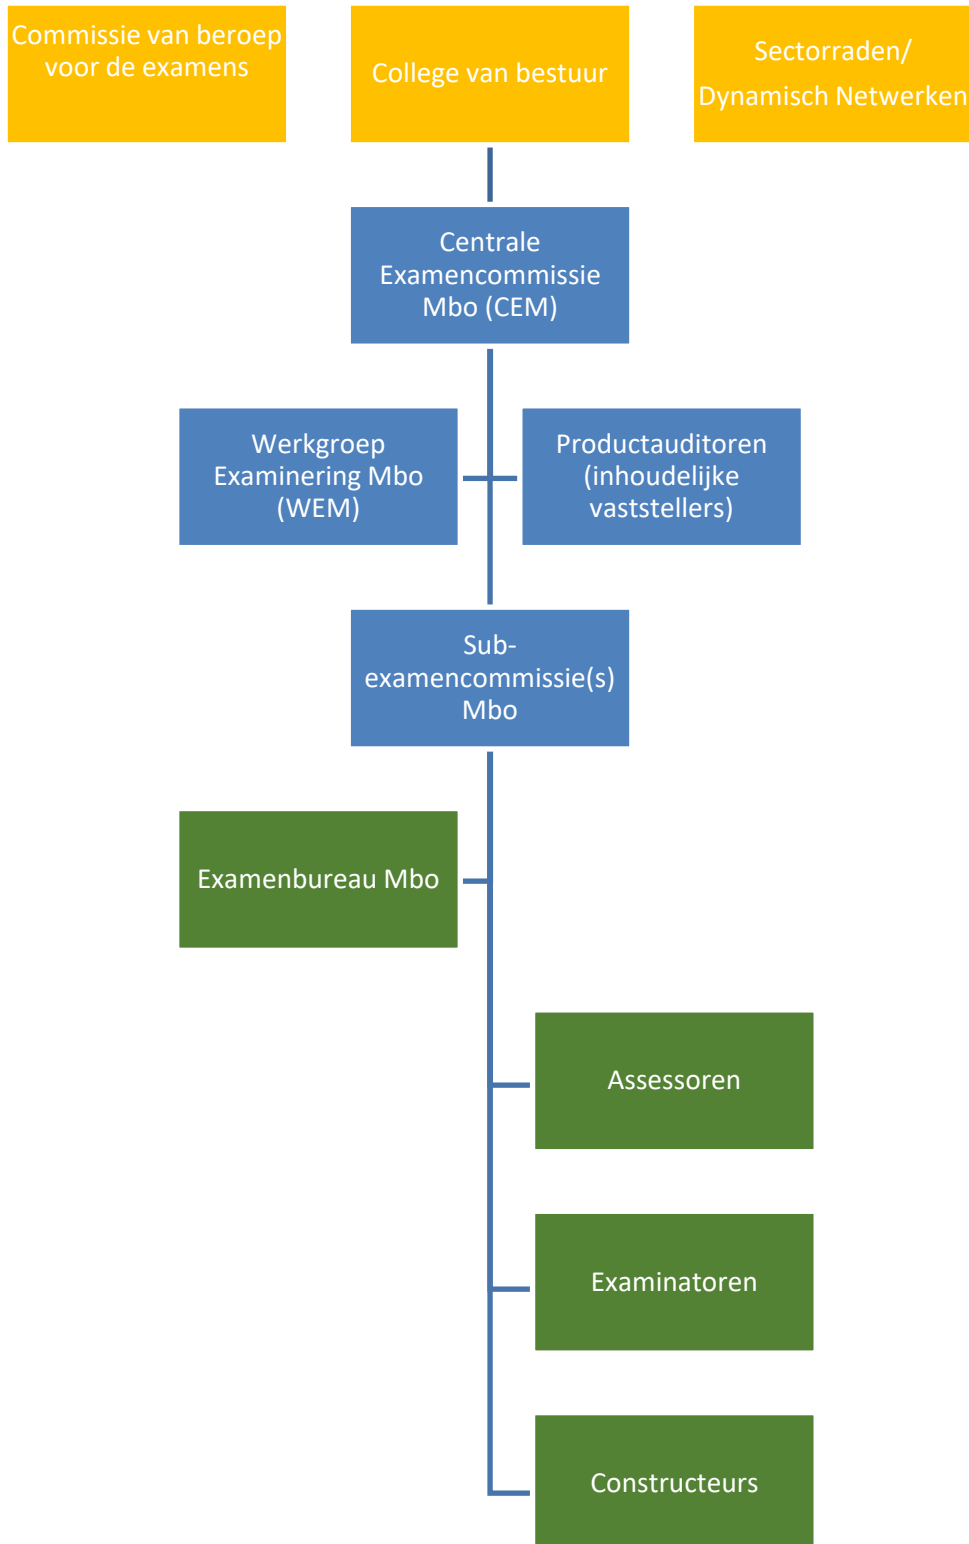 Commissie van beroep
voor de examens
College van bestuur
Sectorraden/
Dynamisch Netwerken
Centrale
Examencommissie
Mbo (CEM)
Werkgroep
Examinering Mbo
(WEM)
Productauditoren
(inhoudelijke
vaststellers)
Sub-
examencommissie(s)
Mbo
Examenbureau Mbo
Assessoren
Examinatoren
Constructeurs